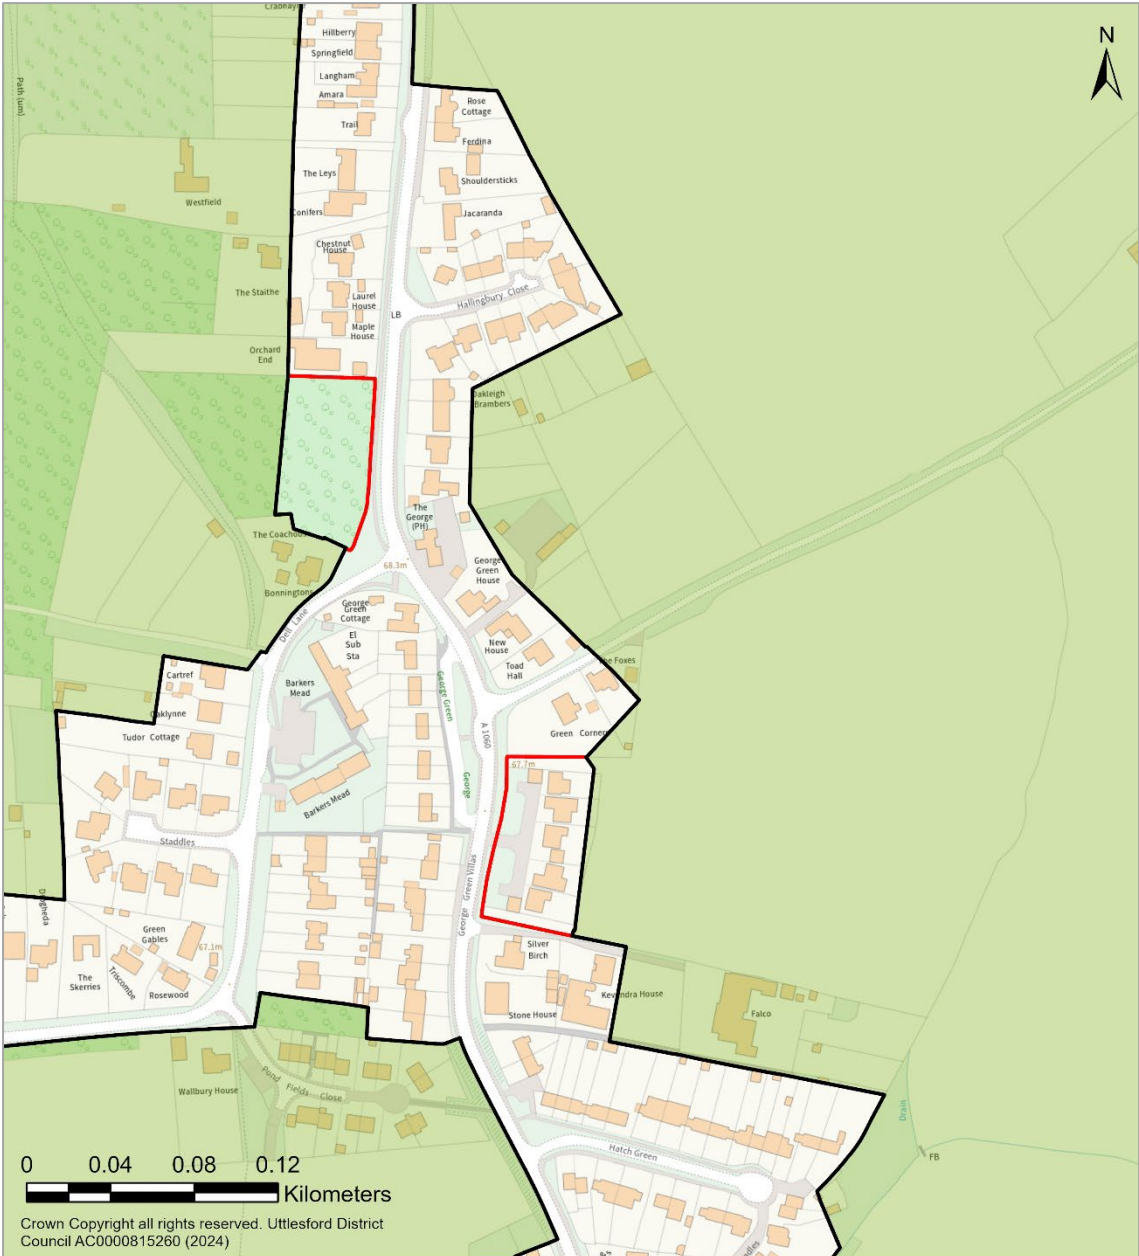 Crabhayne
N
Hillberry
Springfield
Langham
Amara
Trail
Rose
Cottage
Ferdina
Path (um)
The Leys
Shouldersticks
Westfield
Conifers
Jacaranda
Chestnut
House
The Staithe
Laurel
House
Hallingbury Close
LB
Maple
House
Orchard
End
Oakleigh
Brambers
The
George
(PH)
The Coachouse
68.3m
George
Green
House
Bonningtons
George
Green
Cottage
Dell Lane
El
Sub
Sta
New
House
Toad
Hall
The Foxes
Cartref
Barkers
Mead
George Green
Oaklynne
Tudor Cottage
A 1060
Green Corners
67.7m
George
Barkers Mead
Staddles
George Green Villas
Drogheda
Green
Gables
67.1m
Silver
Birch
The
Skerries
Triscombe
Rosewood
Kevendra House
Stone House
Falco
Wallbury House
Pond Fields Close
Drain
Hatch Green
FB
0 0.04 0.08 0.12
Kilometers
Crown Copyright all rights reserved. Uttlesford District
Council AC0000815260 (2024)